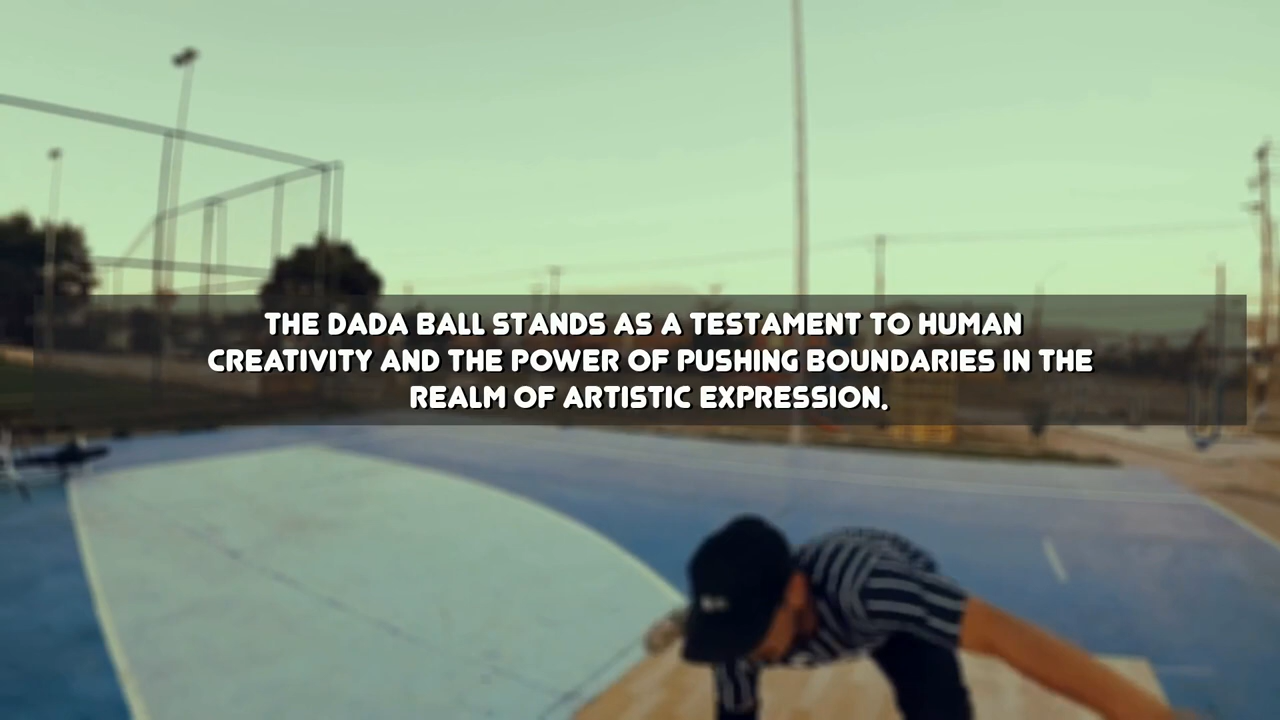 THE DADA BALL STANDS AS A TESTAMENT TO HUMAN
CREATIVITY AND THE POWER OF PUSHING BOUNDARIES IN THE
REALM OF ARTISTIC EXPRESSION.